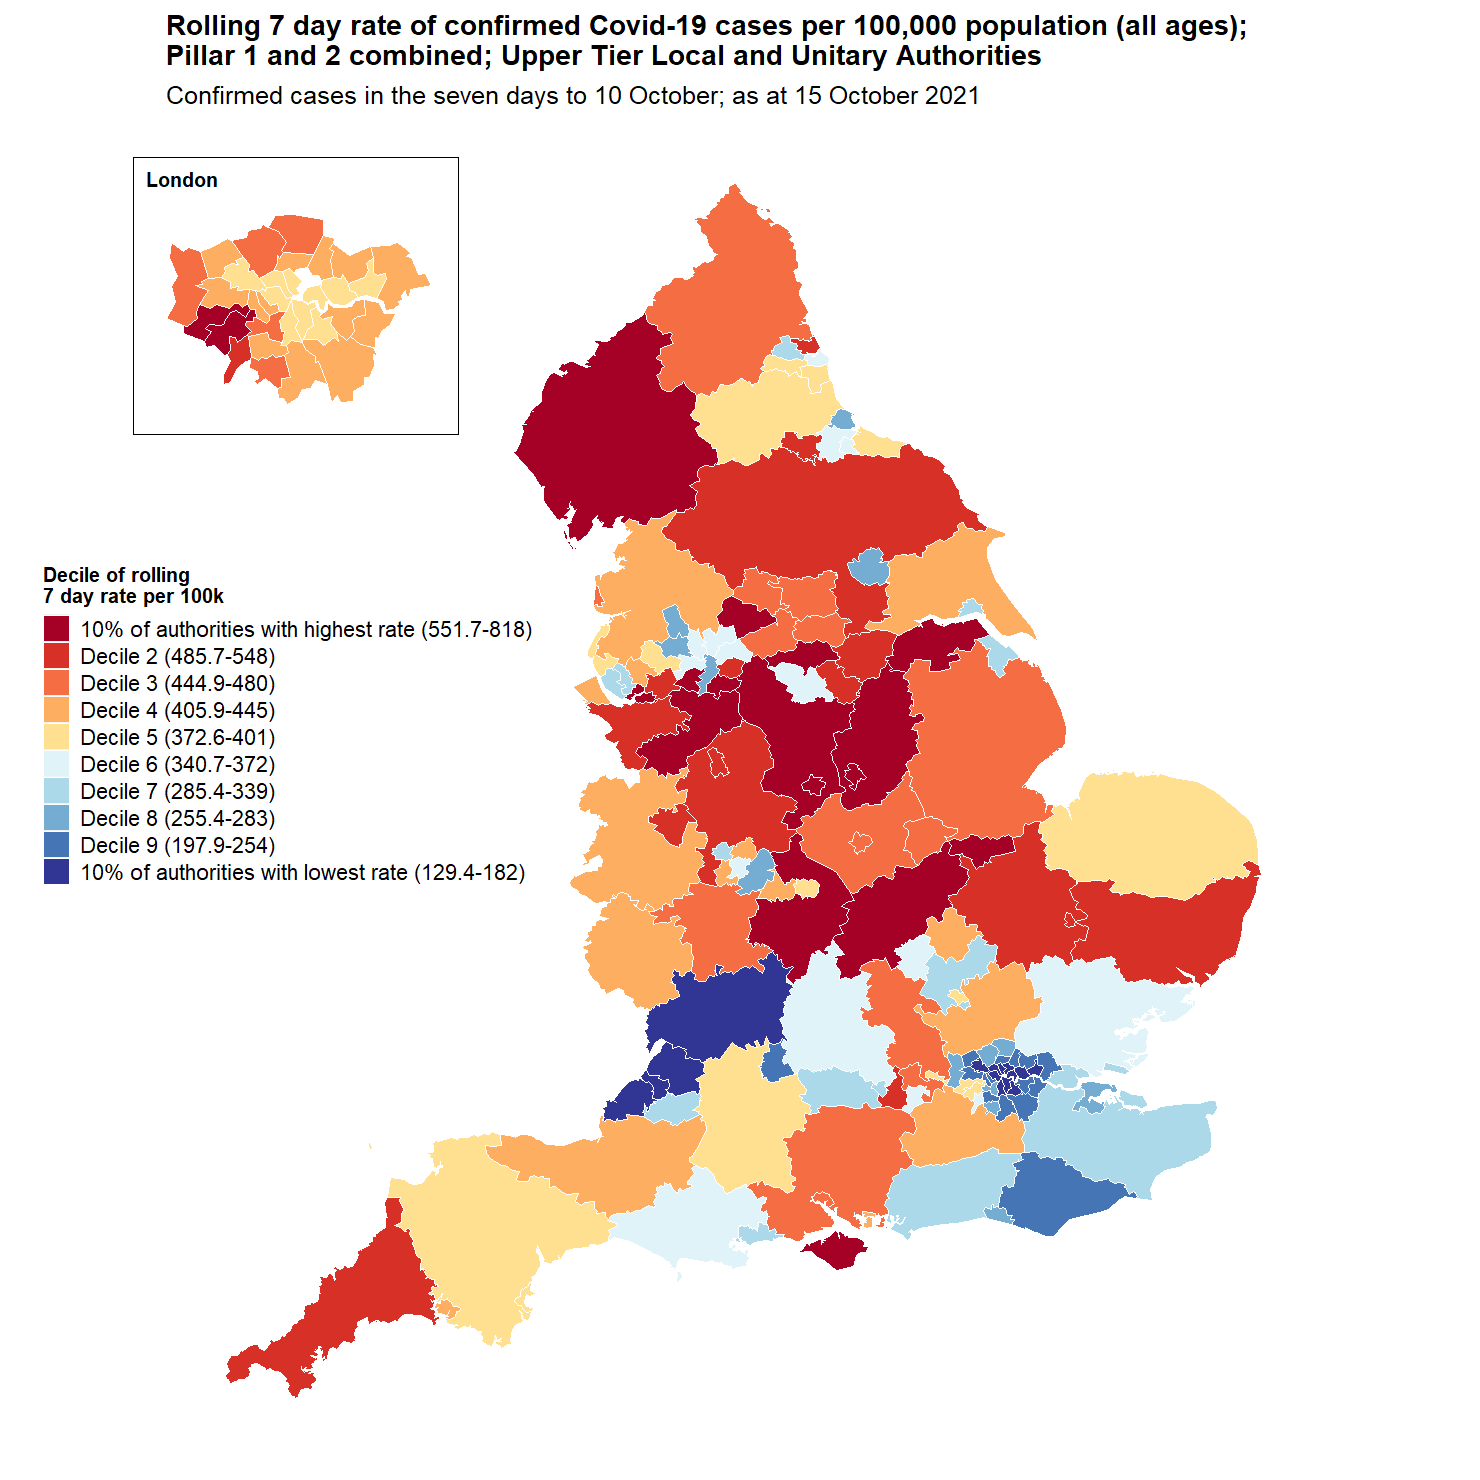 Rolling 7 day rate of confirmed Covid-19 cases per 100,000 population (all ages);
Pillar 1 and 2 combined; Upper Tier Local and Unitary Authorities
Confirmed cases in the seven days to 10 October; as at 15 October 2021
London
Decile of rolling
7 day rate per 100k
10% of authorities with highest rate (551.7-818)
Decile 2 (485.7-548)
Decile 3 (444.9-480)
Decile 4 (405.9-445)
Decile 5 (372.6-401)
Decile 6 (340.7-372)
Decile 7 (285.4-339)
Decile 8 (255.4-283)
Decile 9 (197.9-254)
10% of authorities with lowest rate (129.4-182)